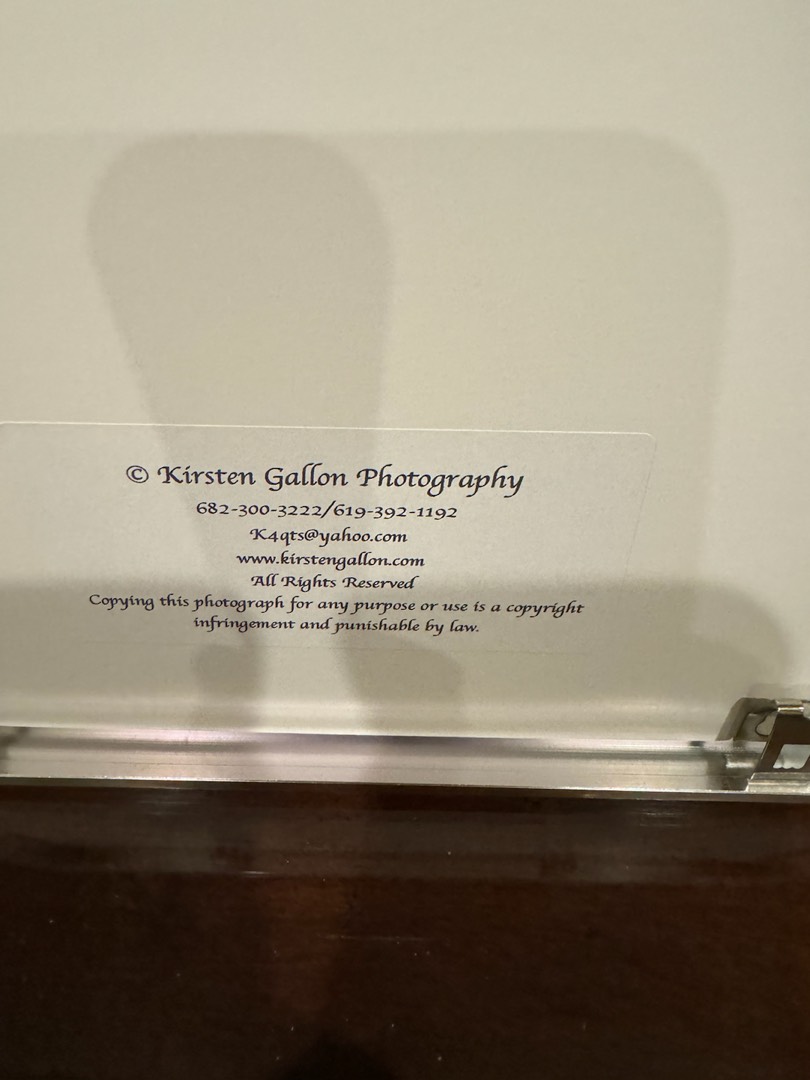 © Kirsten Gallon Photography
682-300-3222/619-392-1192
K4qts@yahoo.com
www.kirstengallon.com
All Rights Reserved
Copying this photograph for any purpose or use is a copyright
infringement and punishable by law.